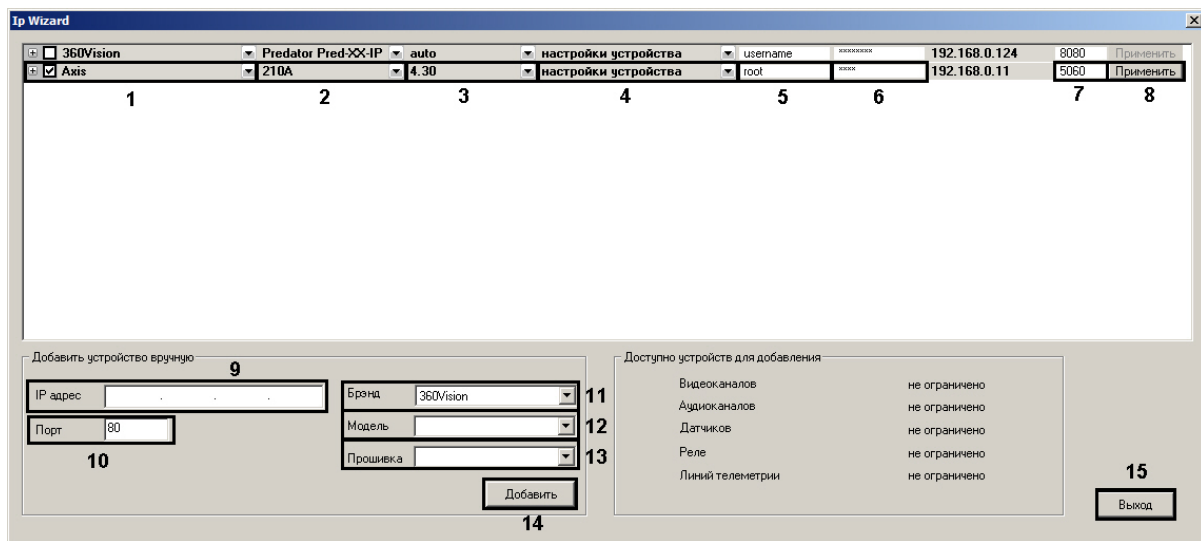 Ip Wizard
360Vision Predator Pred-XX-IP auto настройки устройства username ×××××××× 192.168.0.124 8080 Применить
Axis 210A 4.30 настройки устройства root ×××× 192.168.0.11 5060 Применить
1 2 3 4 5 6 7 8
Добавить устройство вручную
9
IP адрес . . .
Порт 80
10
Брэнд 360Vision 11
Модель 12
Прошивка 13
Добавить
14
Доступно устройств для добавления
Видеоканалов не ограничено
Аудиоканалов не ограничено
Датчиков не ограничено
Реле не ограничено
Линий телеметрии не ограничено
15
Выход